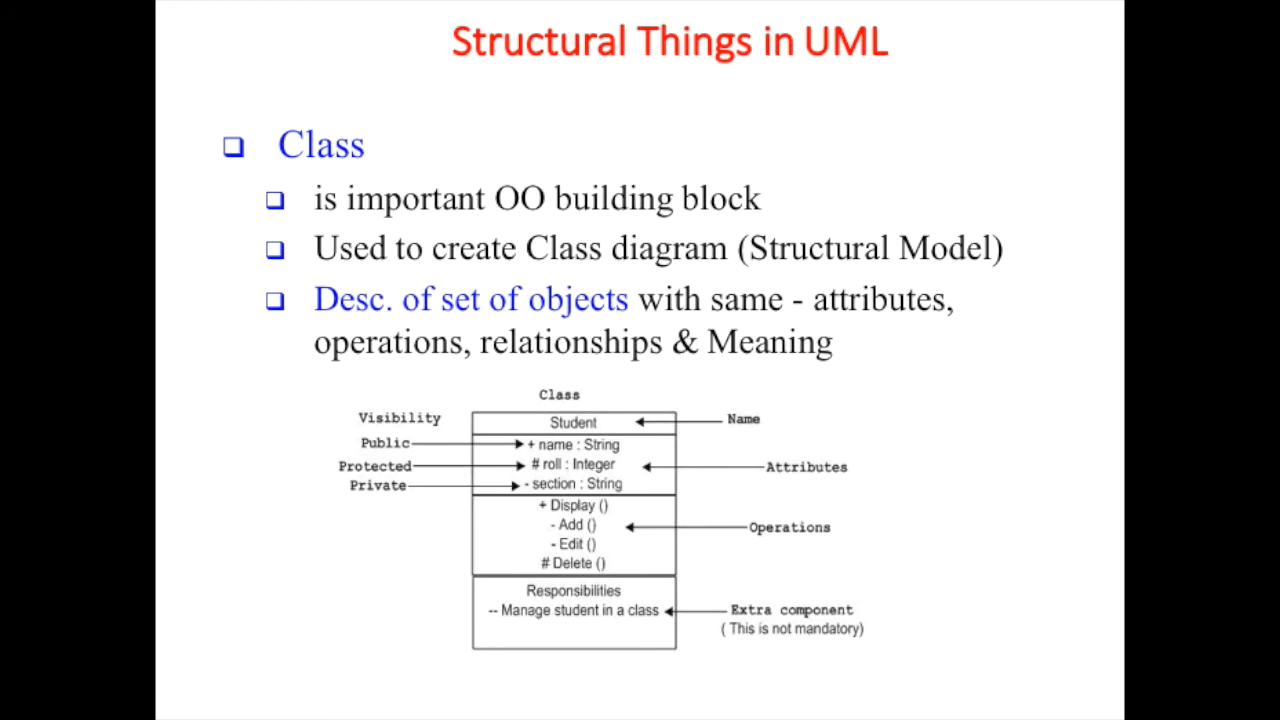 Structural Things in UML
Class
is important OO building block
Used to create Class diagram (Structural Model)
Desc. of set of objects with same - attributes,
operations, relationships & Meaning
Class
Visibility
Student
Name
Public
+ name : String
Protected
# roll : Integer
Attributes
Private
- section : String
+ Display ()
- Add ()
Operations
- Edit ()
# Delete ()
Responsibilities
-- Manage student in a class
Extra component
( This is not mandatory)